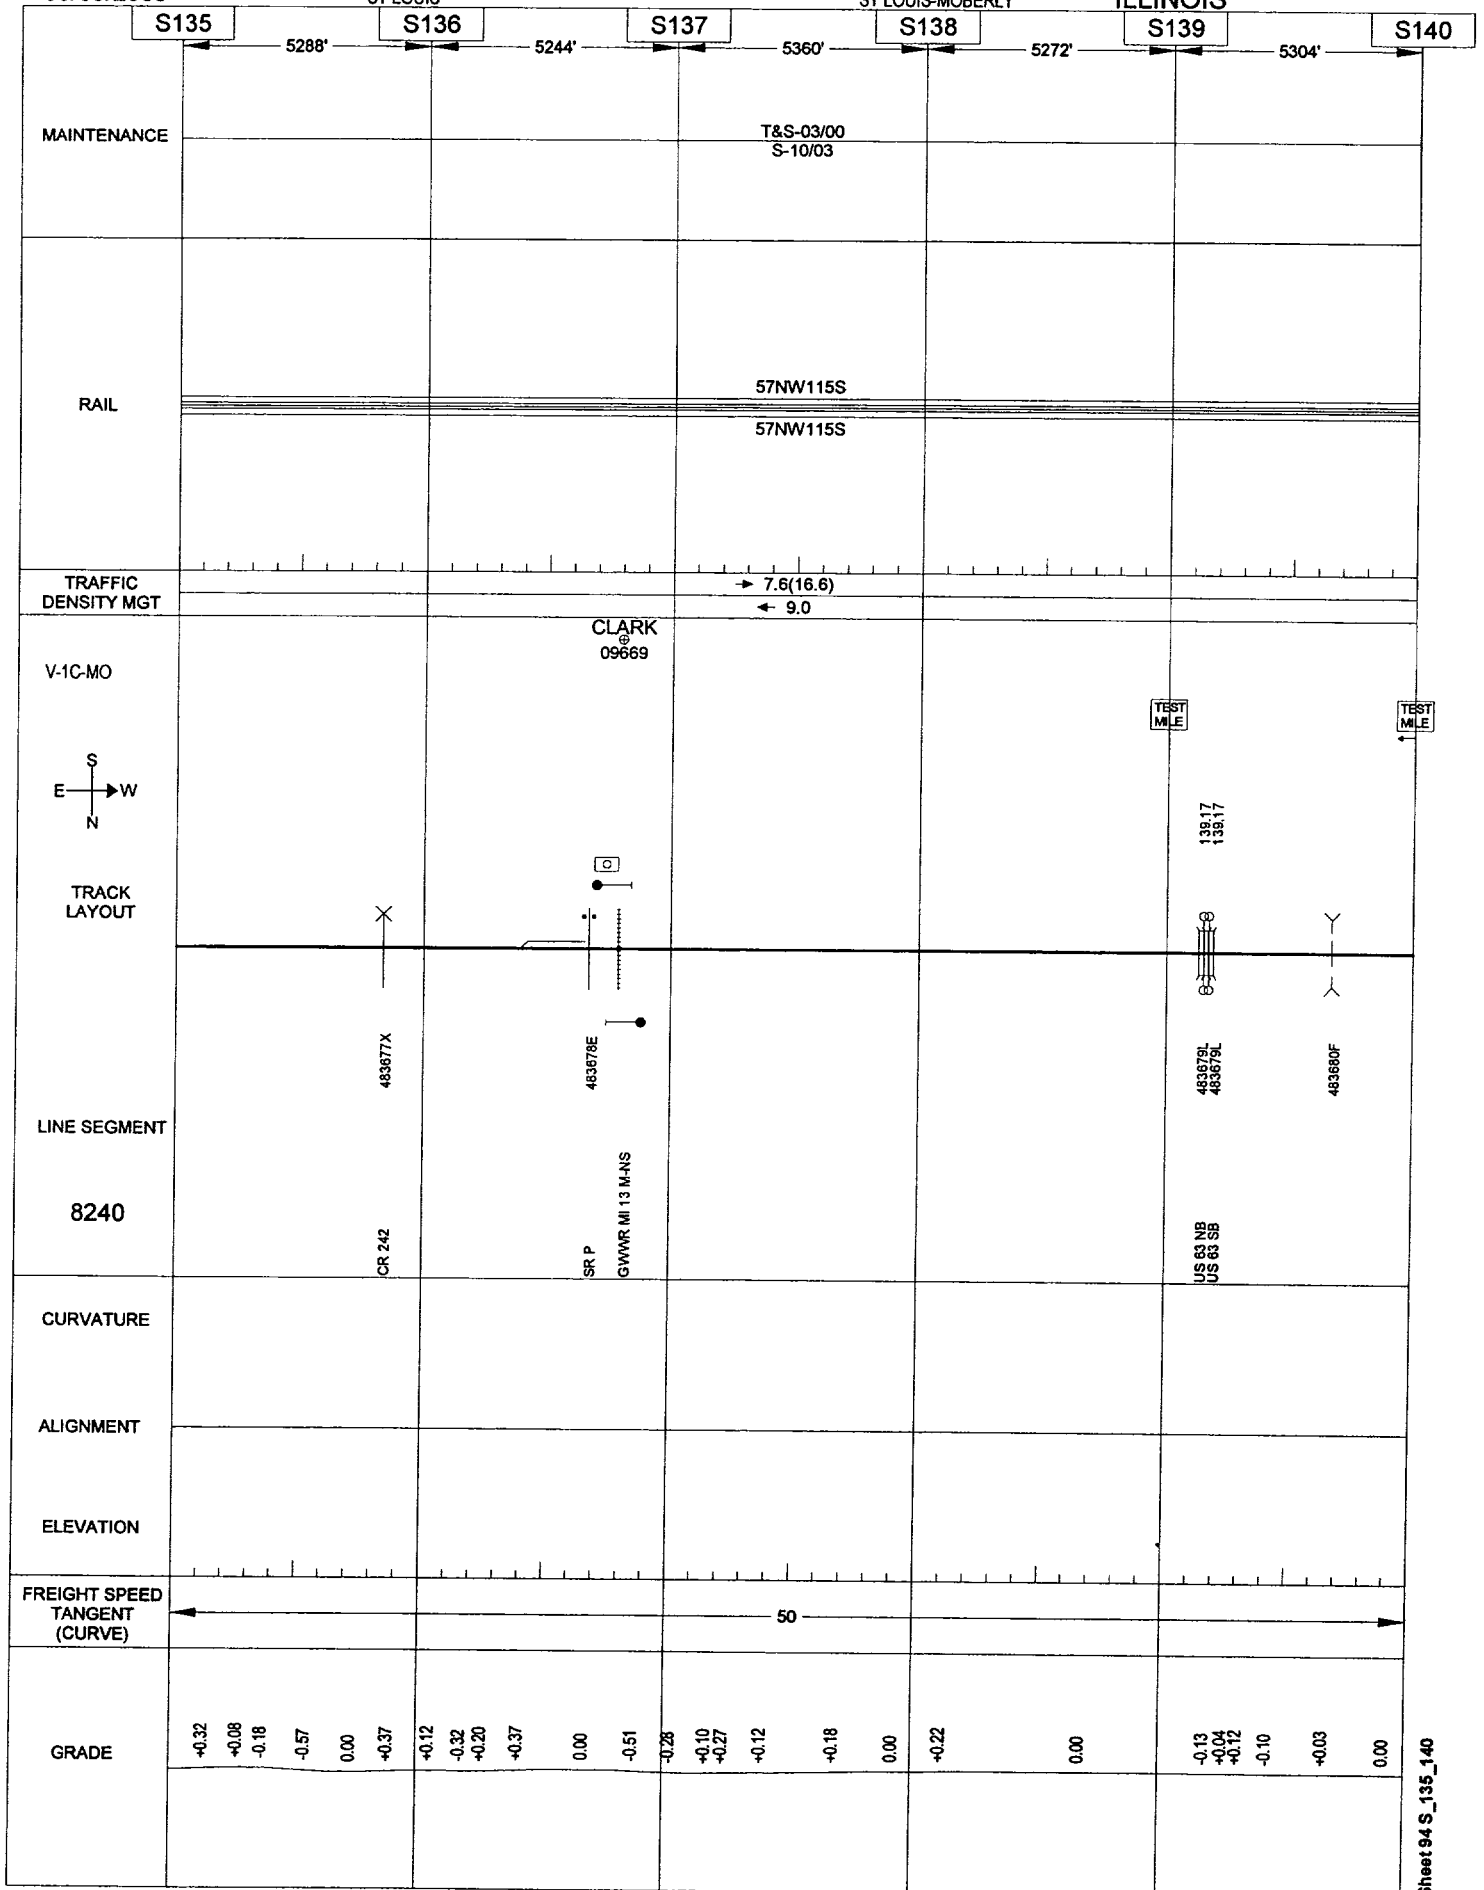 ST LOUIS
ST LOUIS-MOBERLY
ILLINOIS
S135
S136
S137
S138
S139
S140
5288'
5244'
5360'
5272'
5304'
MAINTENANCE
T&S-03/00
S-10/03
RAIL
57NW115S
57NW115S
TRAFFIC
DENSITY MGT
7.6(16.6)
9.0
CLARK
09669
V-1C-MO
TEST
MILE
TEST
MILE
S
E
W
N
139.17
139.17
TRACK
LAYOUT
483677X
483678E
483679L
483679L
483680F
LINE SEGMENT
8240
CR 242
SR P
GWWR MI 13 M-NS
US 63 NB
US 63 SB
CURVATURE
ALIGNMENT
ELEVATION
FREIGHT SPEED
TANGENT
(CURVE)
50
GRADE
+0.32
+0.08
-0.18
-0.57
0.00
+0.37
+0.12
-0.32
+0.20
+0.37
0.00
-0.51
-0.28
+0.10
+0.27
+0.12
+0.18
0.00
+0.22
0.00
-0.13
+0.04
+0.12
-0.10
+0.03
0.00
Sheet 94 S_135_140